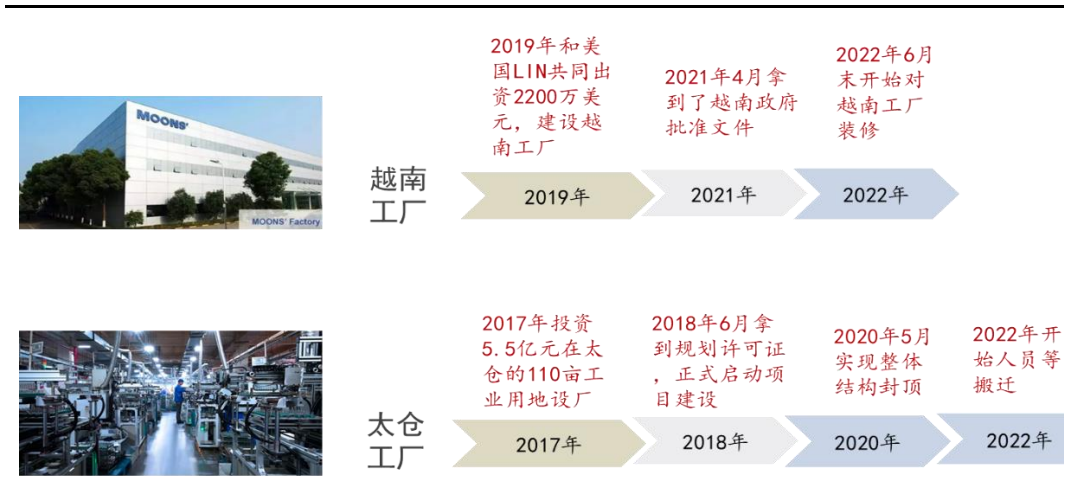 MOONS'
MOONS' Factory
越南
工厂
2019年和美
国LIN共同出
资2200万美
元，建设越
南工厂
2019年
2021年4月拿
到了越南政府
批准文件
2021年
2022年6月
末开始对
越南工厂
装修
2022年
太仓
工厂
2017年投资
5.5亿元在太
仓的110亩工
业用地设厂
2017年
2018年6月拿
到规划许可证
，正式启动项
目建设
2018年
2020年5月
实现整体
结构封顶
2020年
2022年开
始人员等
搬迁
2022年